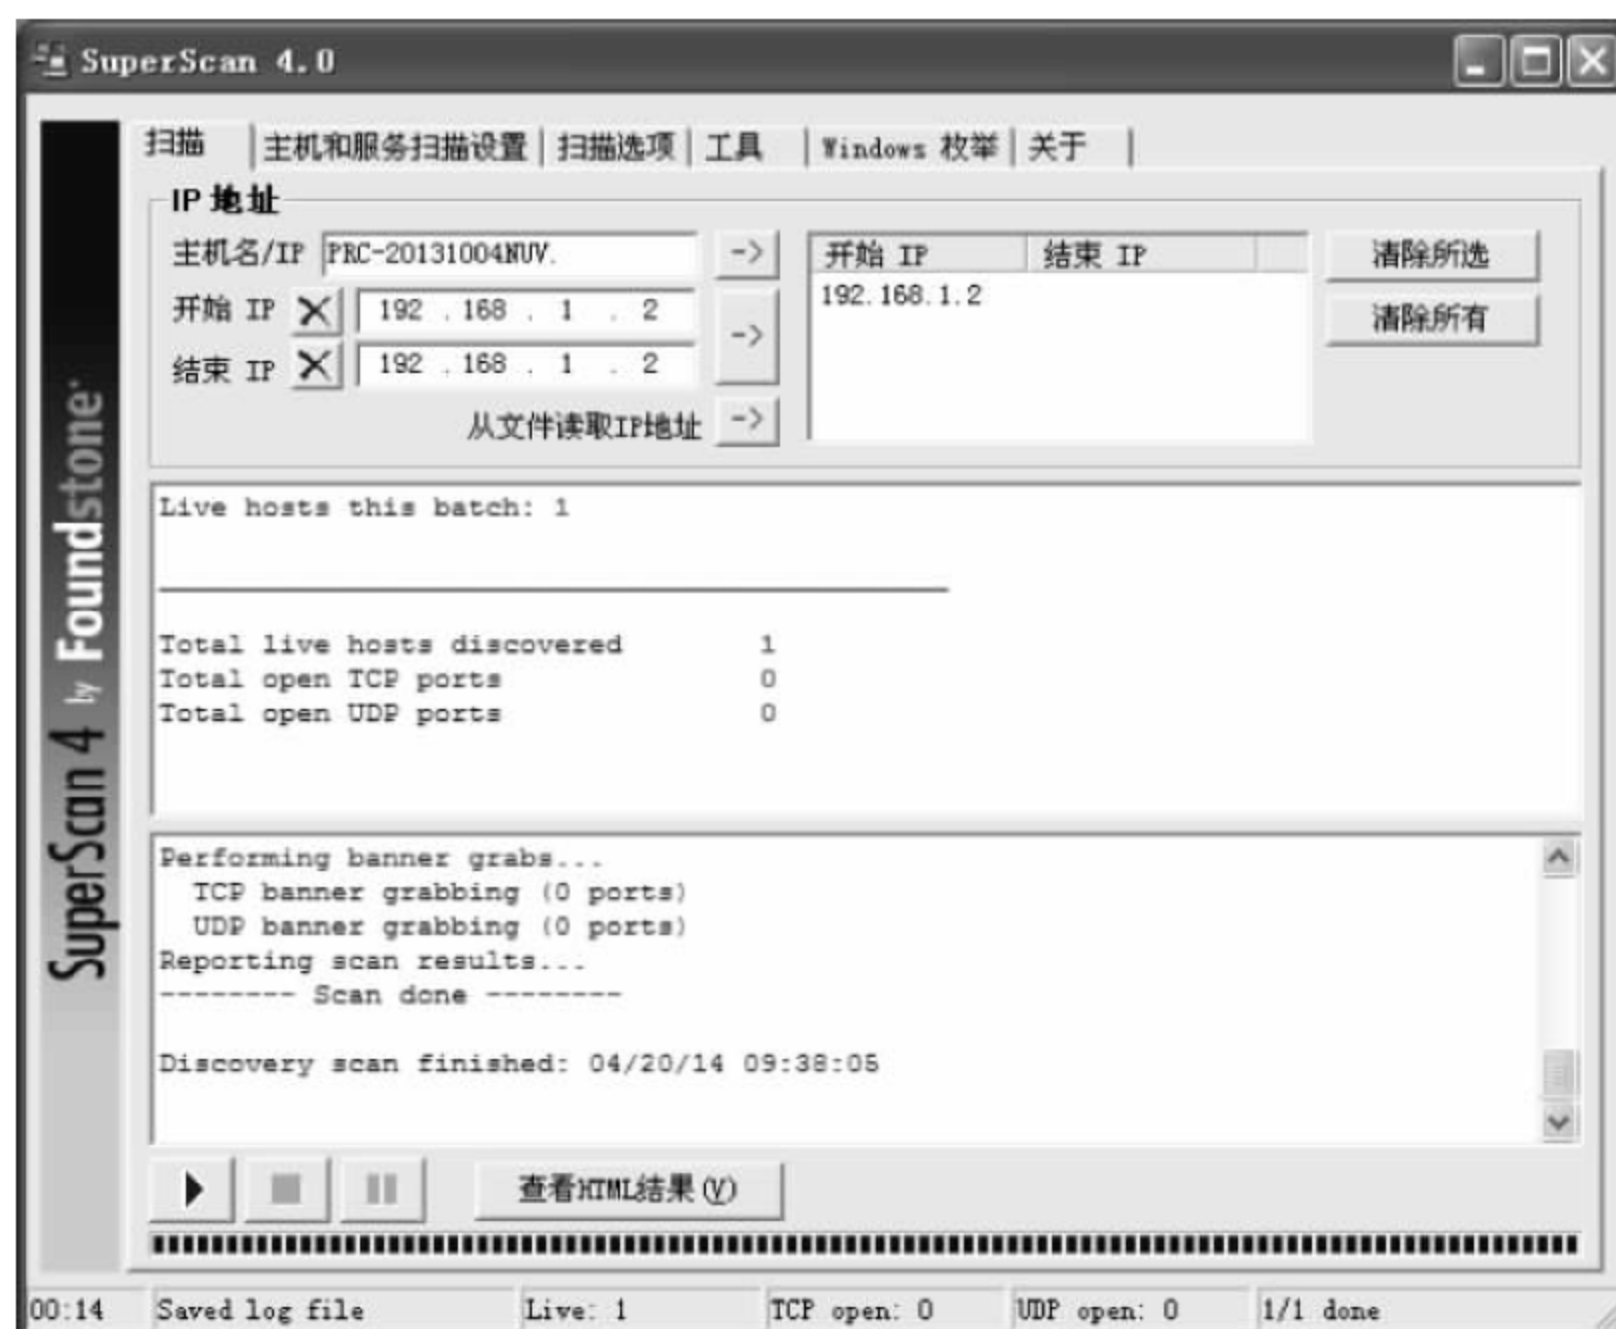 SuperScan 4.0
扫描 主机和服务扫描设置 扫描选项 工具 Windows 枚举 关于
IP 地址
主机名/IP PRC-20131004NUV. ->
开始 IP 192 . 168 . 1 . 2 ->
结束 IP 192 . 168 . 1 . 2
从文件读取IP地址 ->
开始 IP 结束 IP
192.168.1.2
清除所选
清除所有
Live hosts this batch: 1
Total live hosts discovered 1
Total open TCP ports 0
Total open UDP ports 0
Performing banner grabs...
TCP banner grabbing (0 ports)
UDP banner grabbing (0 ports)
Reporting scan results...
-------- Scan done --------
Discovery scan finished: 04/20/14 09:38:05
查看HTML结果(V)
SuperScan 4 by Foundstone
00:14 Saved log file Live: 1 TCP open: 0 UDP open: 0 1/1 done